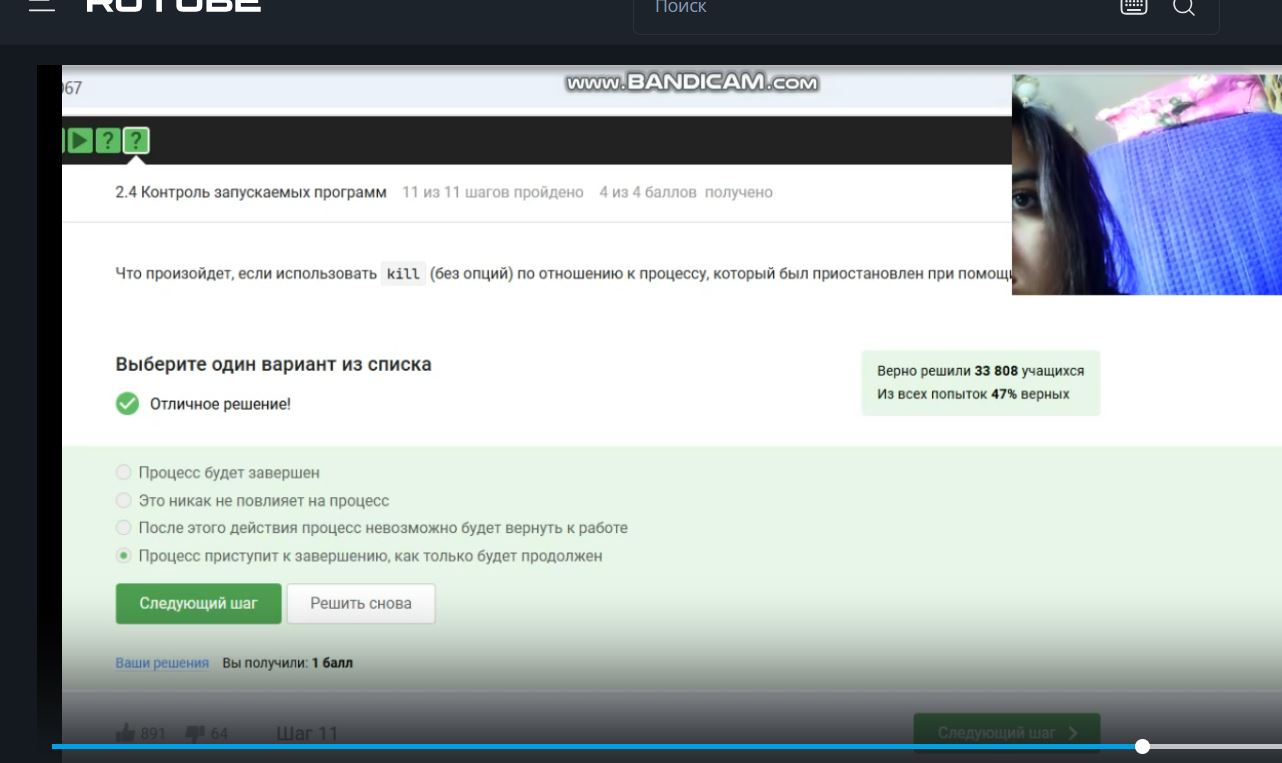 RUTUBE
Поиск
067
www.BANDICAM.com
2.4 Контроль запускаемых программ 11 из 11 шагов пройдено 4 из 4 баллов получено
Что произойдет, если использовать kill (без опций) по отношению к процессу, который был приостановлен при помощи
Выберите один вариант из списка
Отличное решение!
Верно решили 33 808 учащихся
Из всех попыток 47% верных
Процесс будет завершен
Это никак не повлияет на процесс
После этого действия процесс невозможно будет вернуть к работе
Процесс приступит к завершению, как только будет продолжен
Следующий шаг
Решить снова
Ваши решения Вы получили: 1 балл
891 64 Шаг 11
Следующий шаг